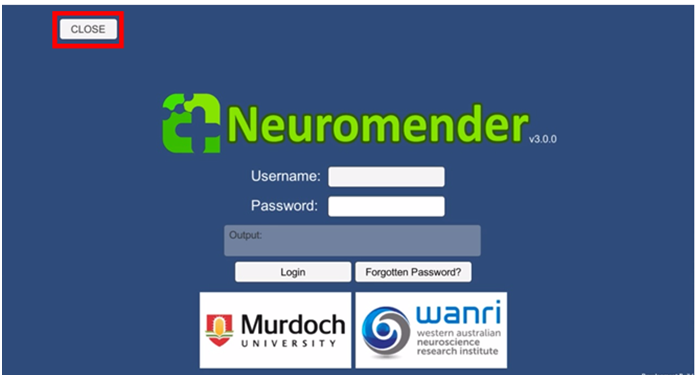 CLOSE
Neuromender v3.0.0
Username:
Password:
Output:
Login Forgotten Password?
Murdoch
UNIVERSITY
wanri
western australian
neuroscience
research institute